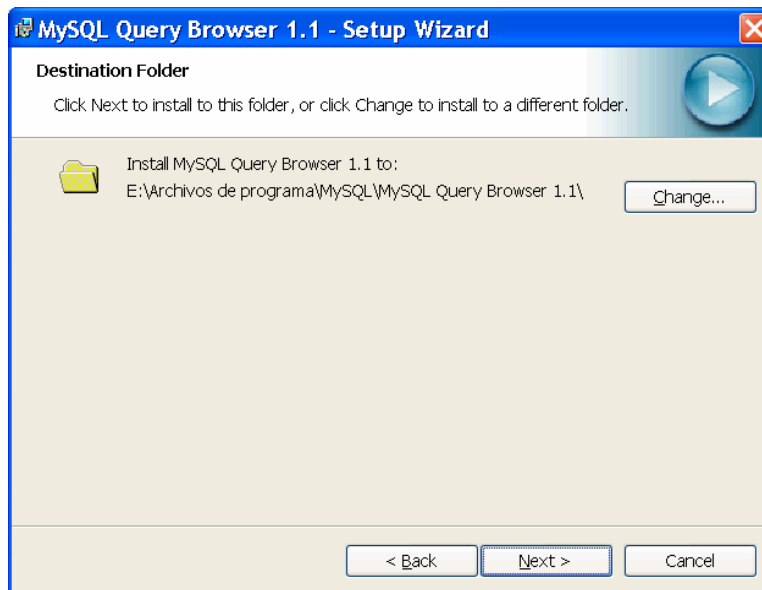 MySQL Query Browser 1.1 - Setup Wizard
Destination Folder
Click Next to install to this folder, or click Change to install to a different folder.
Install MySQL Query Browser 1.1 to:
E:\Archivos de programa\MySQL\MySQL Query Browser 1.1\
Change...
< Back
Next >
Cancel